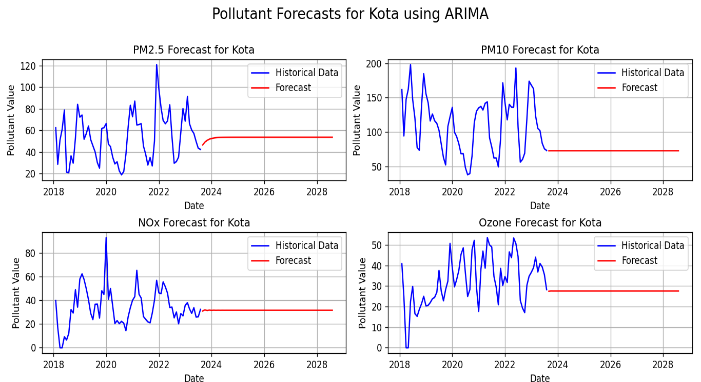 Pollutant Forecasts for Kota using ARIMA
PM2.5 Forecast for Kota
Pollutant Value
120
100
80
60
40
20
Historical Data
Forecast
2018 2020 2022 2024 2026 2028
Date
PM10 Forecast for Kota
Pollutant Value
200
150
100
50
Historical Data
Forecast
2018 2020 2022 2024 2026 2028
Date
NOx Forecast for Kota
Pollutant Value
80
60
40
20
0
Historical Data
Forecast
2018 2020 2022 2024 2026 2028
Date
Ozone Forecast for Kota
Pollutant Value
50
40
30
20
10
0
Historical Data
Forecast
2018 2020 2022 2024 2026 2028
Date